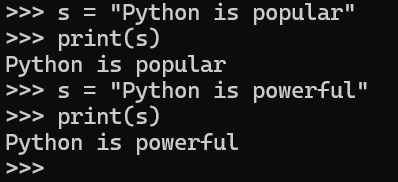 >>> s = "Python is popular"
>>> print(s)
Python is popular
>>> s = "Python is powerful"
>>> print(s)
Python is powerful
>>>